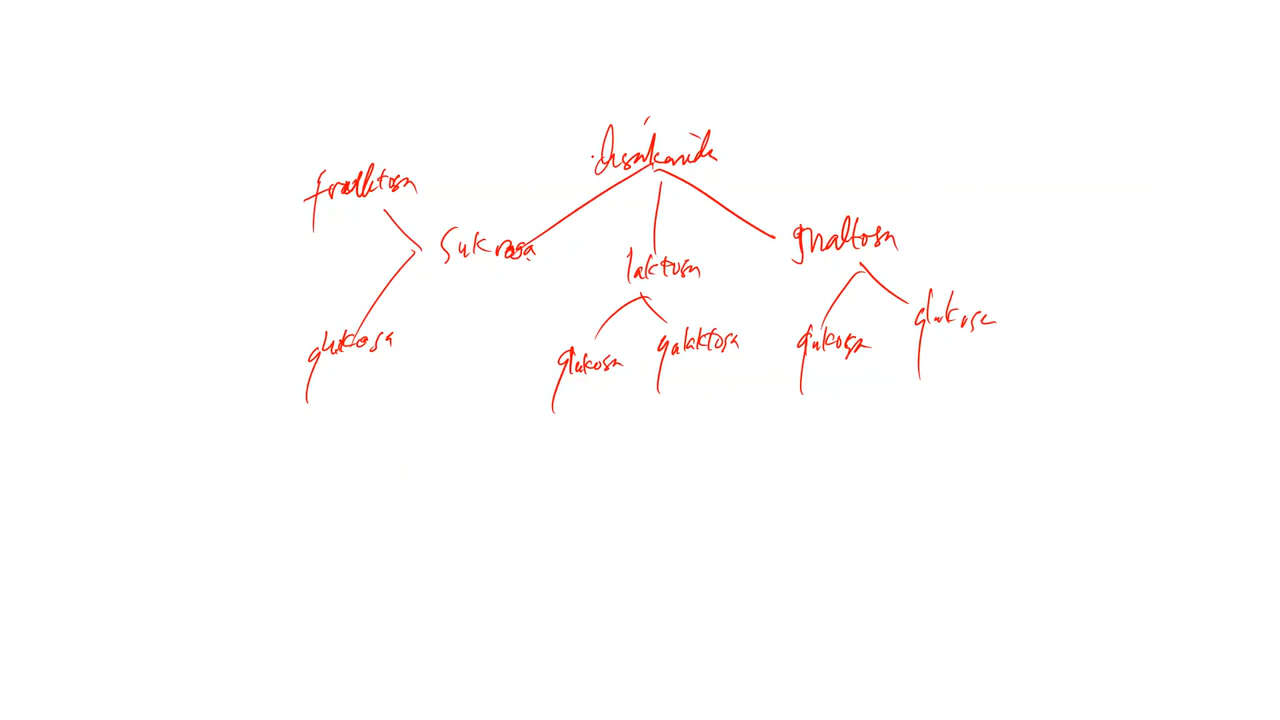 disakarida
fruktosa
sukrosa
laktosa
maltosa
glukosa
glukosa
galaktosa
glukosa
glukosa